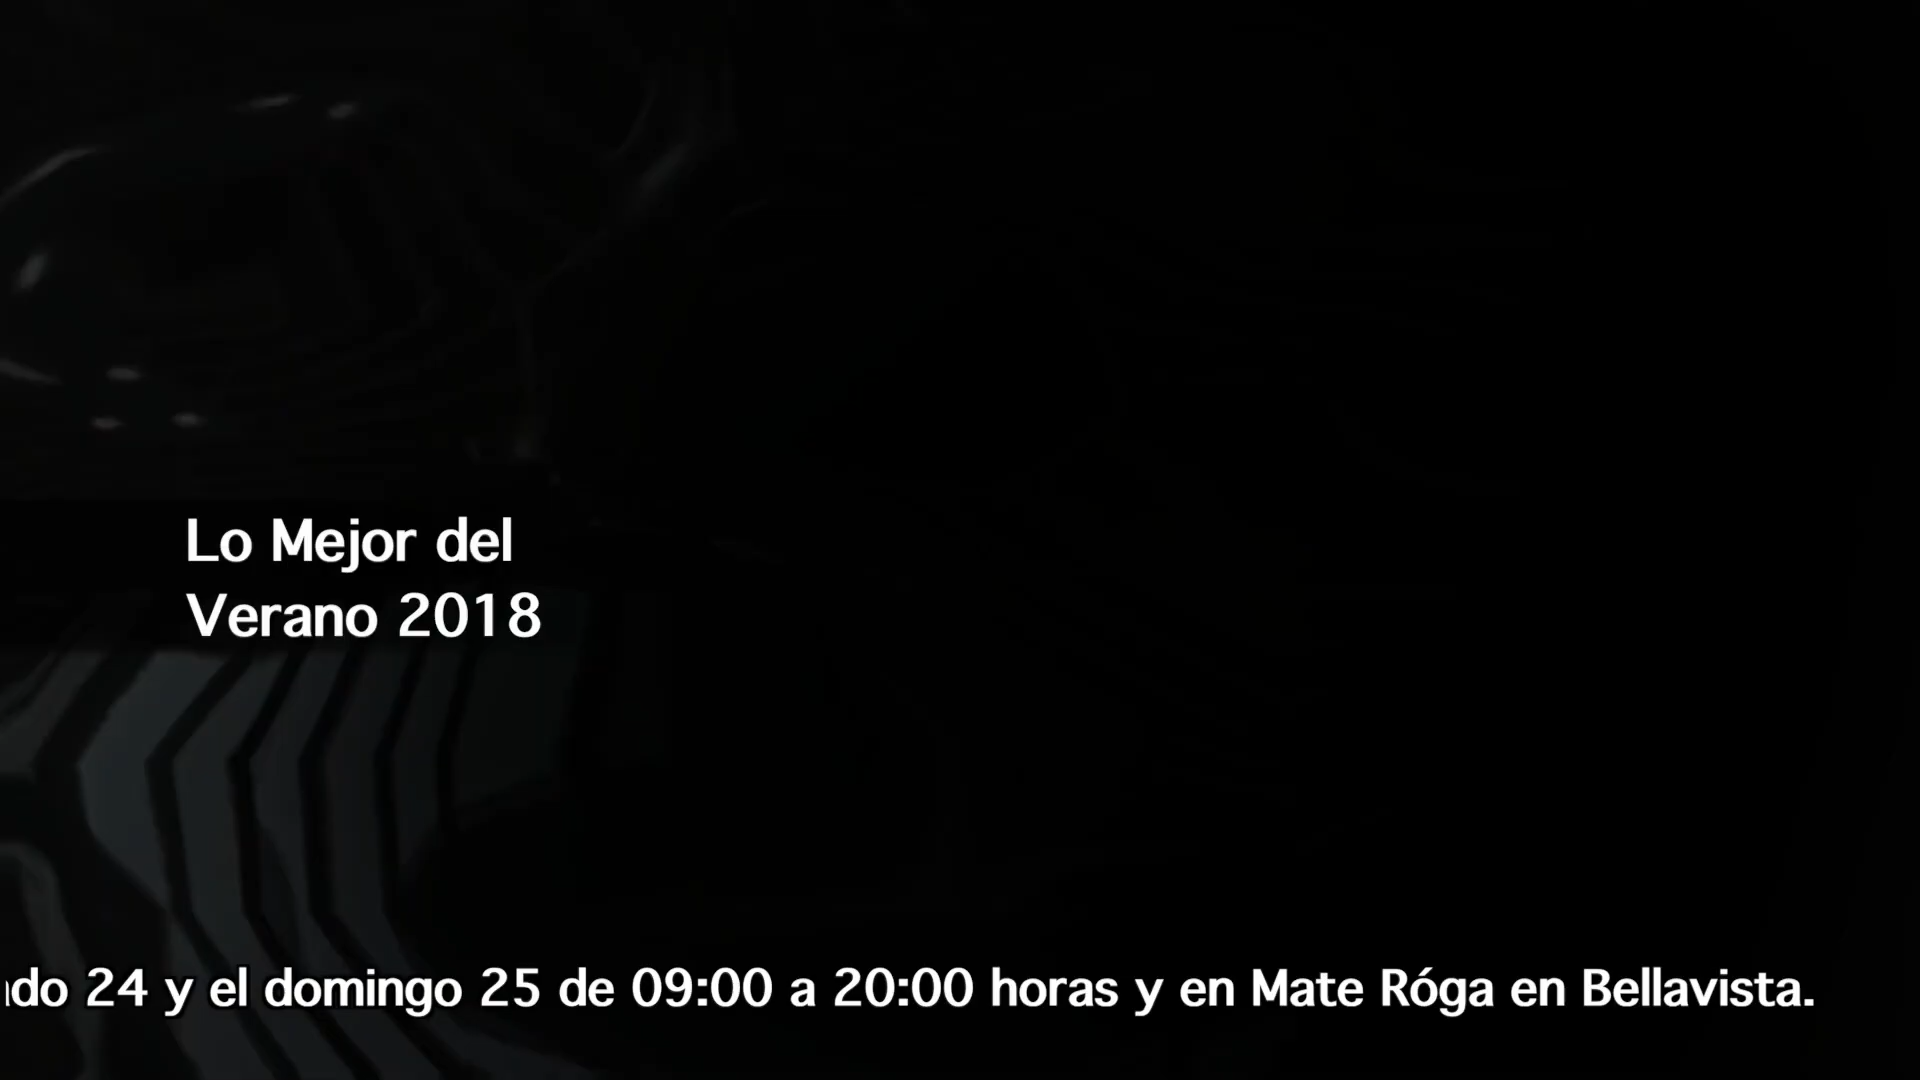 Lo Mejor del
Verano 2018
24 y el domingo 25 de 09:00 a 20:00 horas y en Mate Róga en Bellavista.